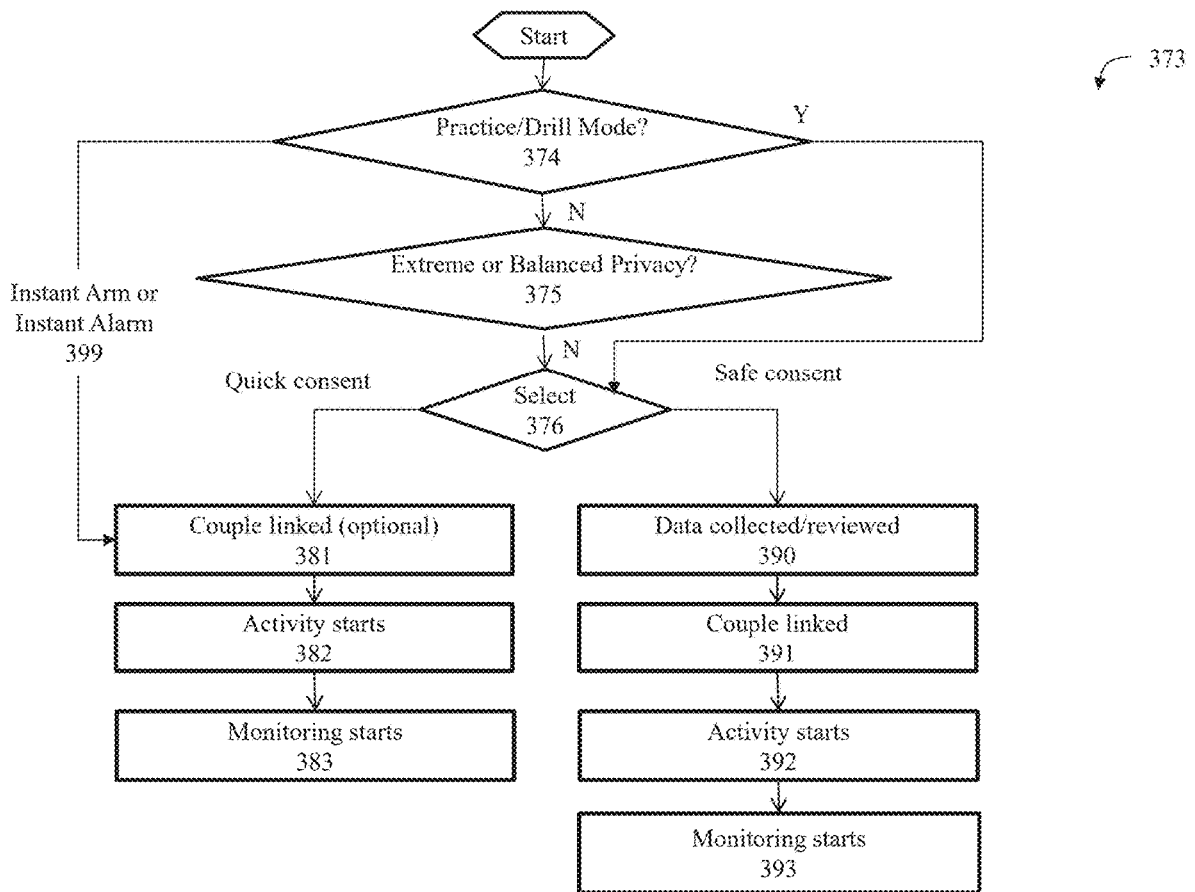 Start
373
Practice/Drill Mode?
374
Y
N
Extreme or Balanced Privacy?
375
Instant Arm or
Instant Alarm
399
N
Quick consent
Safe consent
Select
376
Couple linked (optional)
381
Data collected/reviewed
390
Activity starts
382
Couple linked
391
Monitoring starts
383
Activity starts
392
Monitoring starts
393